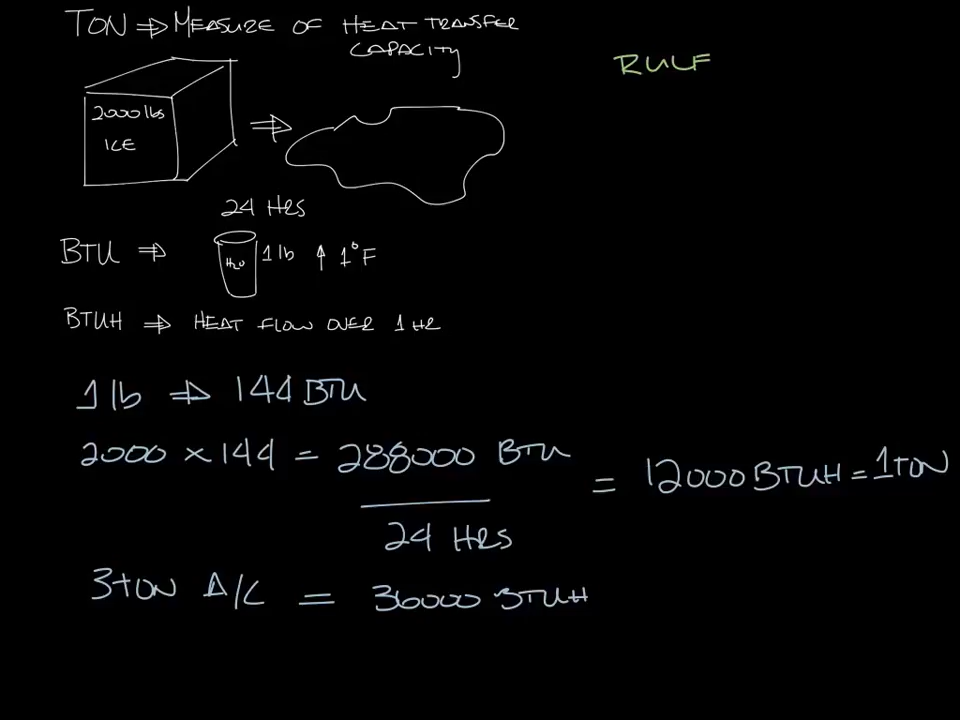 TON ⇒ MEASURE OF HEAT TRANSFER
CAPACITY
RULF
2000 lbs
ICE
⇒
24 HRS
BTU ⇒ H2O 1 lb ↑ 1°F
BTUH ⇒ HEAT FLOW OVER 1 HR
1 lb ⇒ 144 BTU
2000 × 144 = 288000 BTU
24 HRS
= 12000 BTUH = 1 TON
3 TON A/C = 36000 BTUH